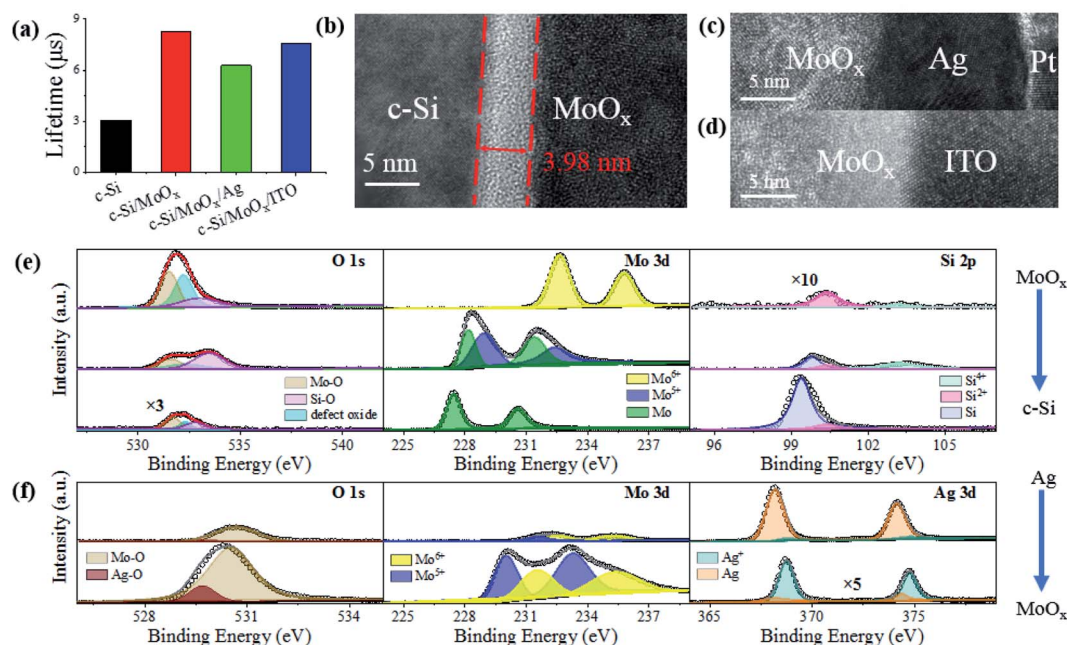 (a)
Lifetime (μs)
9
6
3
0
c-Si
c-Si/MoOₓ
c-Si/MoOₓ/Ag
c-Si/MoOₓ/ITO
(b)
c-Si
MoOₓ
5 nm
3.98 nm
(c)
MoOₓ
Ag
Pt
5 nm
(d)
MoOₓ
ITO
5 nm
(e)
O 1s
Mo 3d
Si 2p
×10
MoOₓ
Intensity (a.u.)
Mo-O
Si-O
defect oxide
×3
Mo⁶⁺
Mo⁵⁺
Mo
Si⁴⁺
Si²⁺
Si
c-Si
530 535 540
225 228 231 234 237
96 99 102 105
Binding Energy (eV)
Binding Energy (eV)
Binding Energy (eV)
(f)
O 1s
Mo 3d
Ag 3d
Ag
Intensity (a.u.)
Mo-O
Ag-O
Mo⁶⁺
Mo⁵⁺
Ag⁺
Ag
×5
MoOₓ
528 531 534
225 228 231 234 237
365 370 375
Binding Energy (eV)
Binding Energy (eV)
Binding Energy (eV)